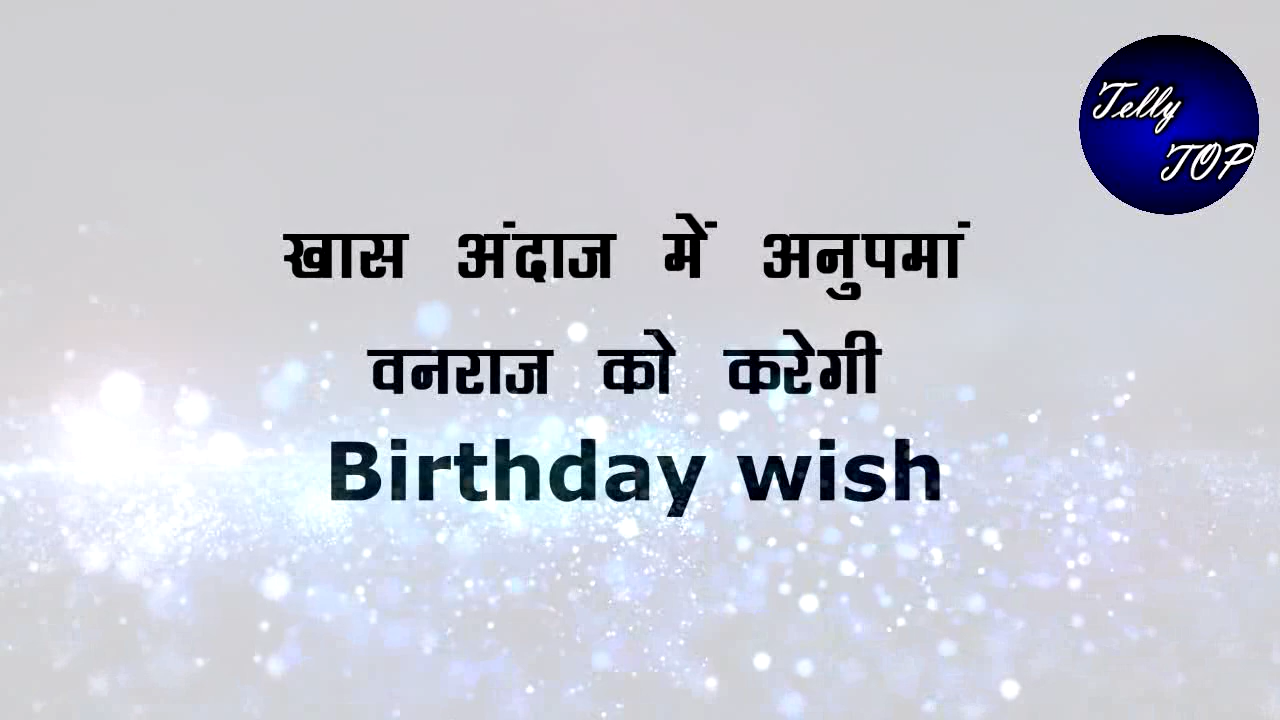 Telly
TOP
खास अंदाज में अनुपमां
वनराज को करेगी
Birthday wish